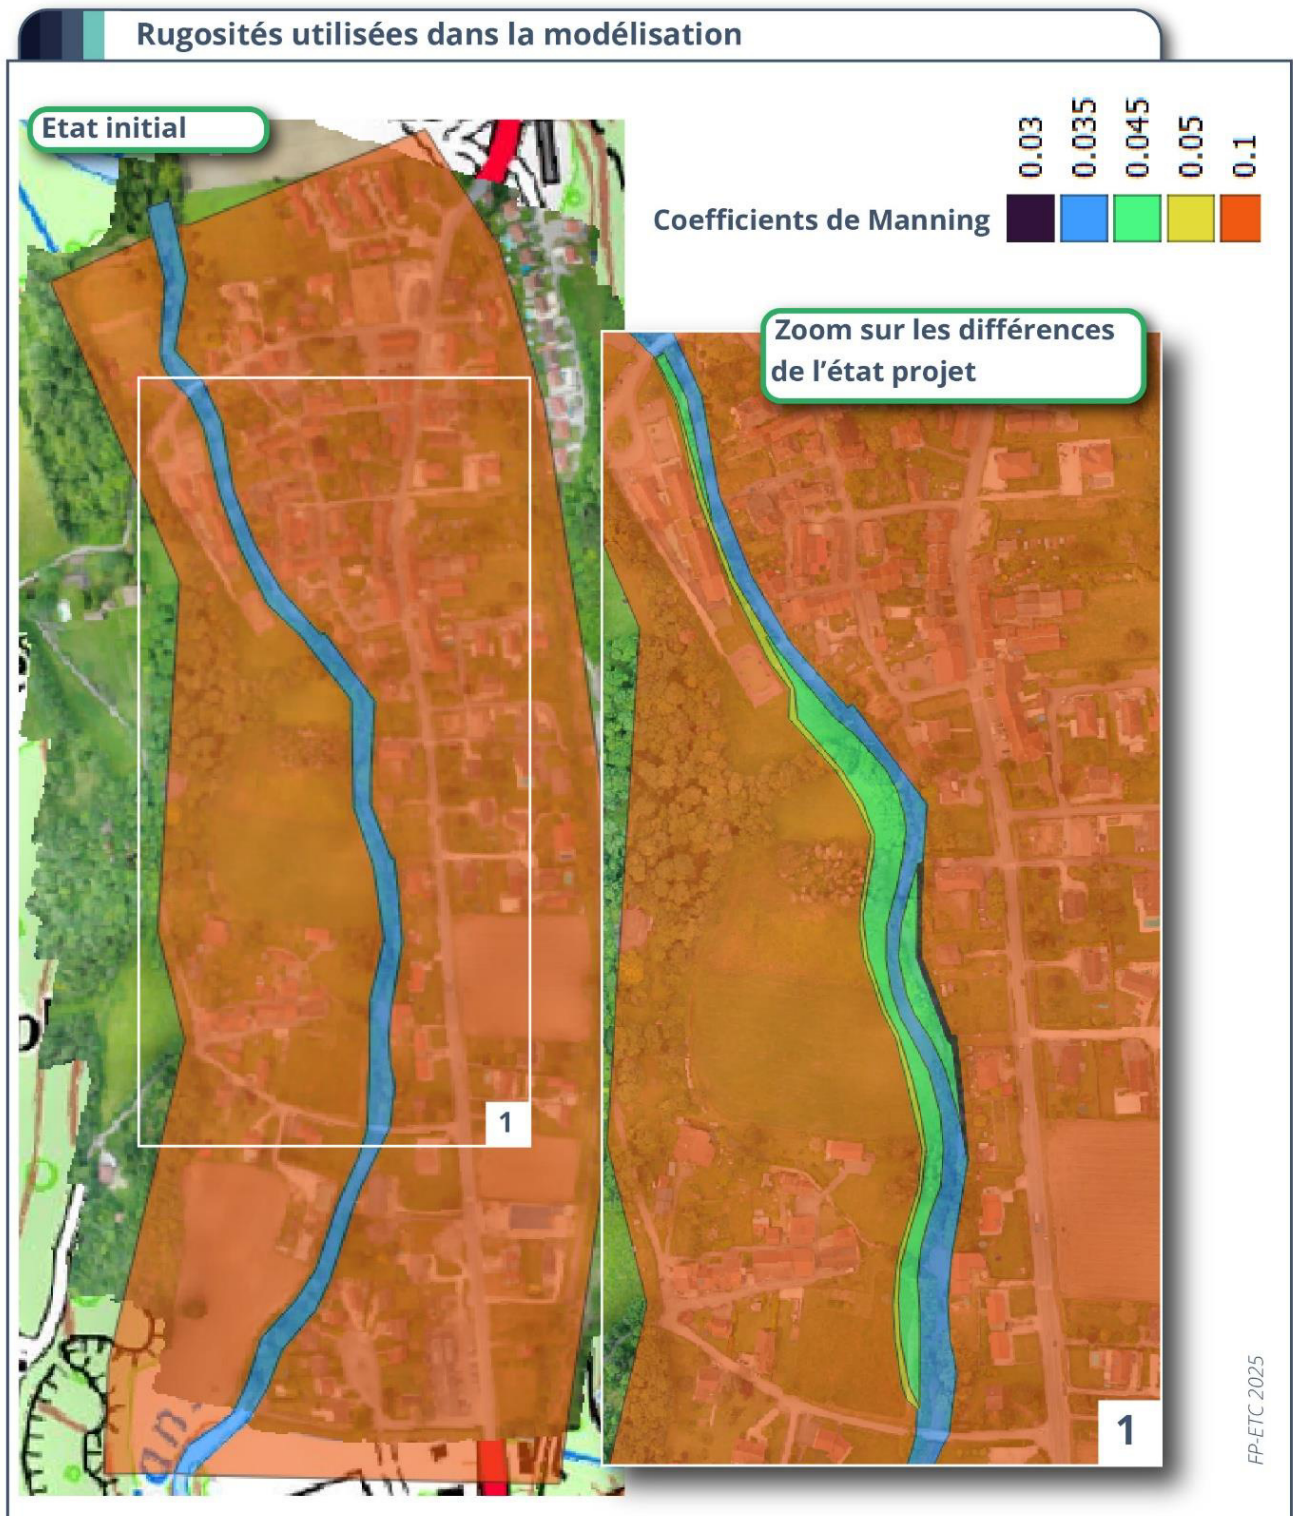 Rugosités utilisées dans la modélisation
Etat initial
0.03
0.035
0.045
0.05
0.1
Coefficients de Manning
Zoom sur les différences
de l'état projet
1
1
FP-ETC 2025